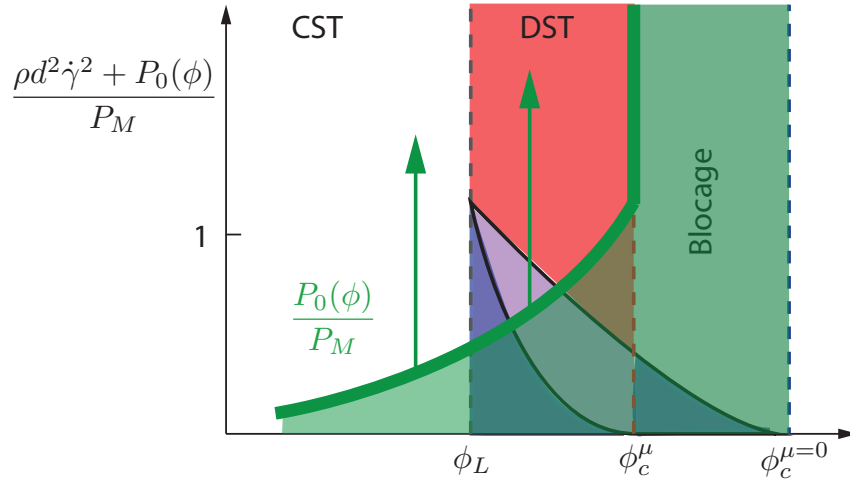 CST
DST
ρd²γ̇² + P₀(ϕ)
P_M
1
P₀(ϕ)
P_M
Blocage
ϕ_L
ϕ_c^μ
ϕ_c^{μ=0}